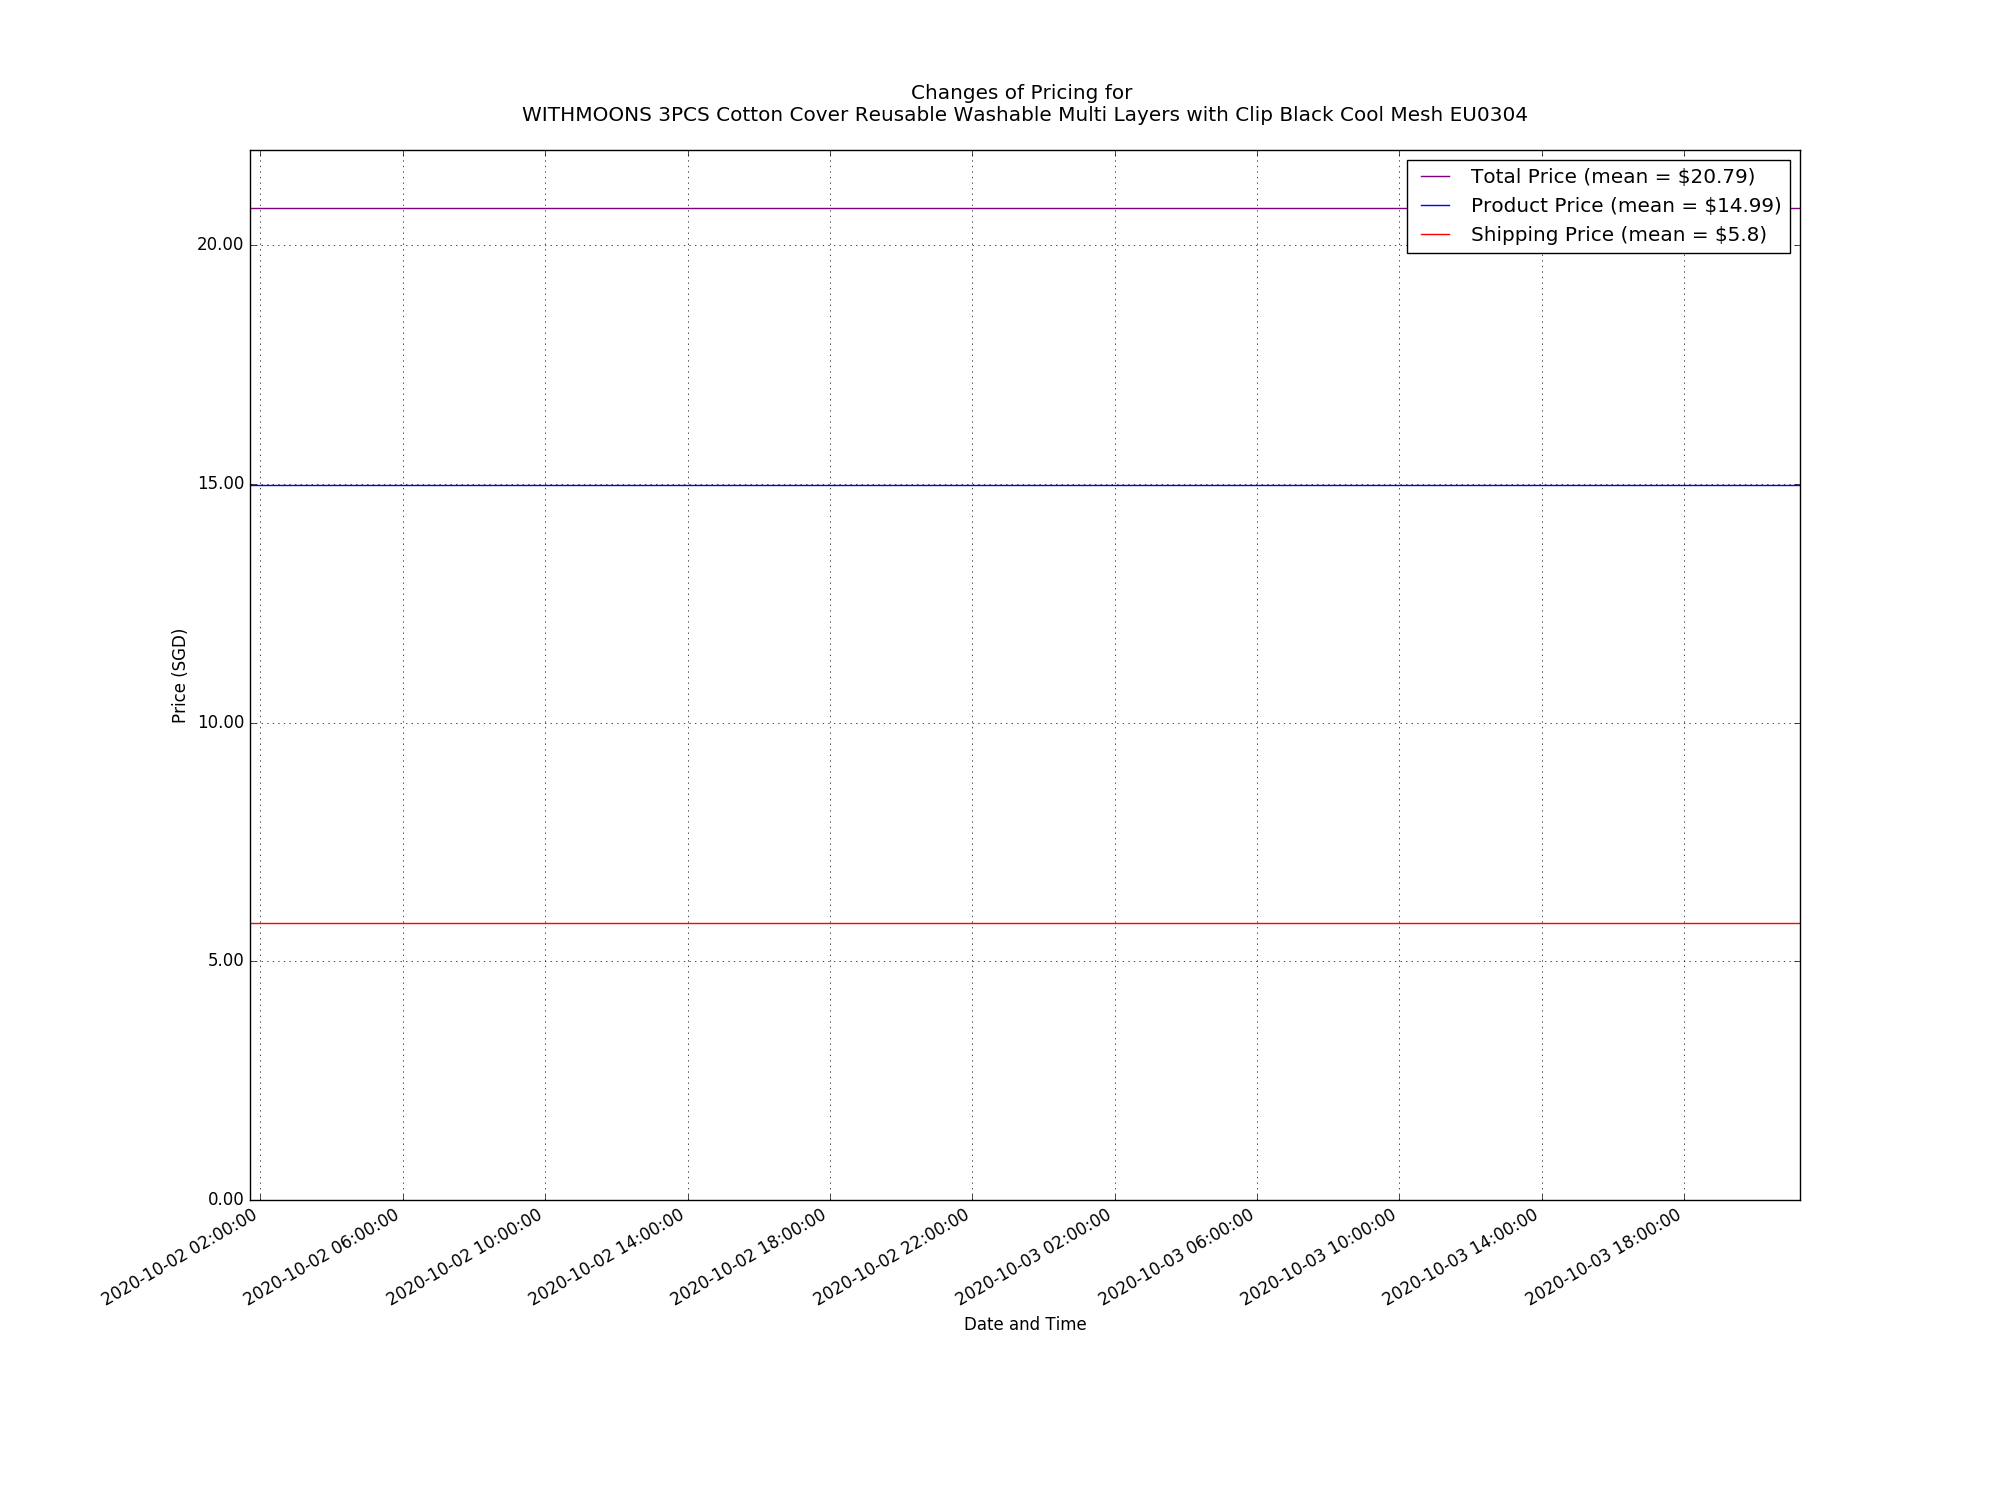 Changes of Pricing for
WITHMOONS 3PCS Cotton Cover Reusable Washable Multi Layers with Clip Black Cool Mesh EU0304
Total Price (mean = $20.79)
Product Price (mean = $14.99)
Shipping Price (mean = $5.8)
20.00
15.00
10.00
5.00
0.00
Price (SGD)
2020-10-02 02:00:00
2020-10-02 06:00:00
2020-10-02 10:00:00
2020-10-02 14:00:00
2020-10-02 18:00:00
2020-10-02 22:00:00
2020-10-03 02:00:00
2020-10-03 06:00:00
2020-10-03 10:00:00
2020-10-03 14:00:00
2020-10-03 18:00:00
Date and Time